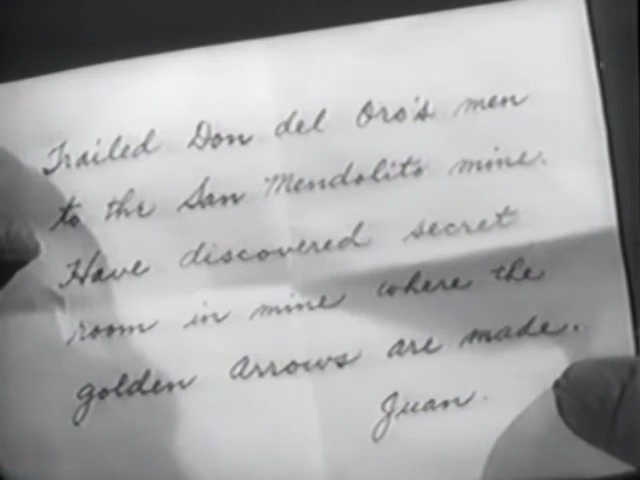 Trailed Don del Oro's men
to the San Mendolito mine.
Have discovered secret
room in mine where the
golden arrows are made.
Juan.